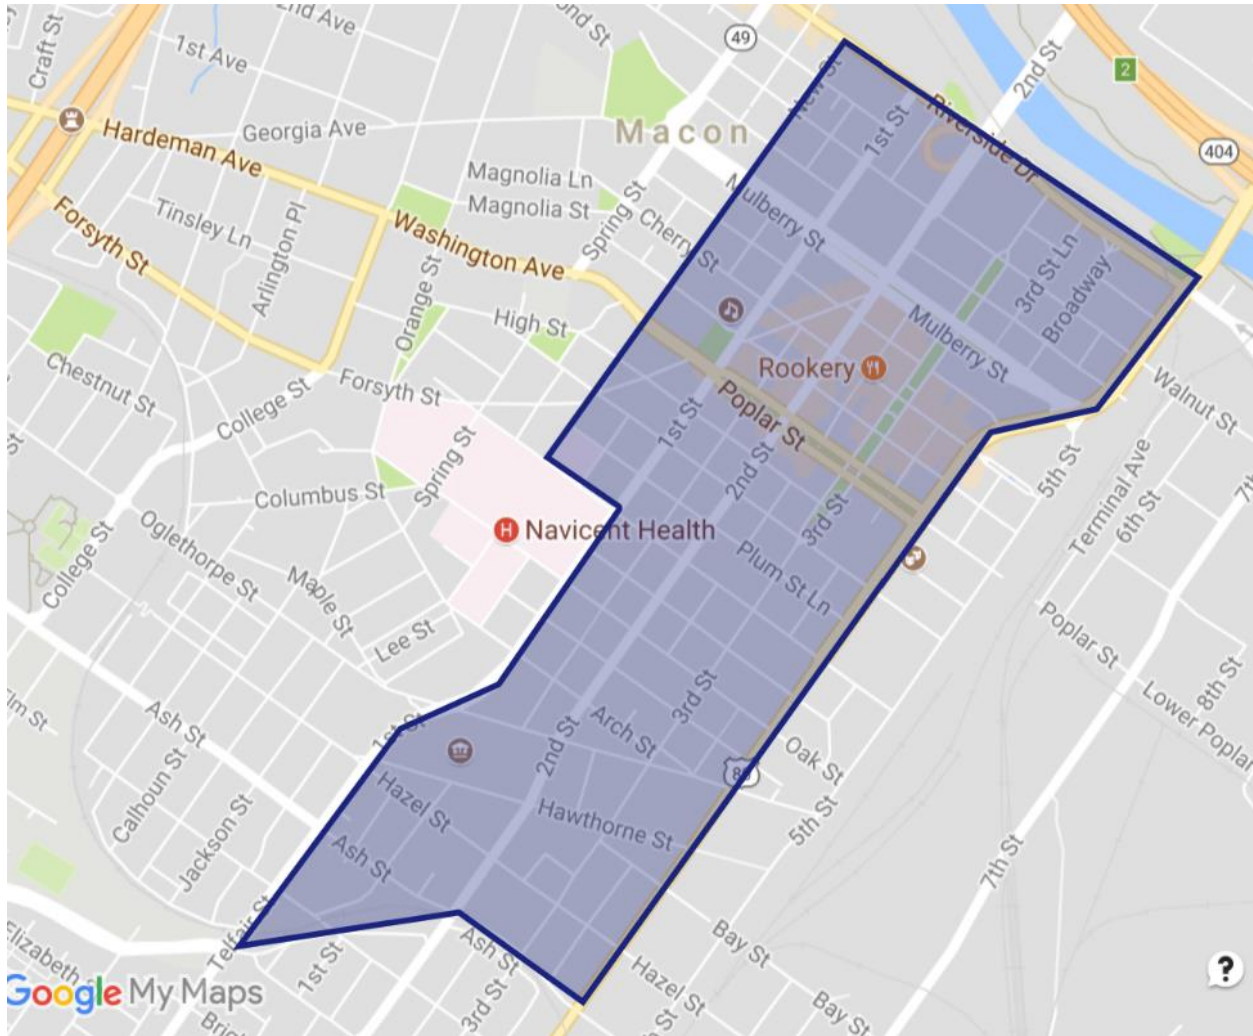 Craft St
2nd Ave
1st Ave
49
2
2nd St
Hardeman Ave
Georgia Ave
Macon
New St
1st St
Riverside Dr
404
Forsyth St
Tinsley Ln
Arlington Pl
Magnolia Ln
Magnolia St
Spring St
Cherry St
Mulberry St
3rd St Ln
Broadway
Washington Ave
Orange St
High St
Mulberry St
Rookery
Chestnut St
Forsyth St
College St
Poplar St
Walnut St
1st St
2nd St
Spring St
5th St
Terminal Ave
6th St
7th
Columbus St
3rd St
H
Navicent Health
College St
Oglethorpe St
Maple St
Lee St
Plum St Ln
Poplar St
Lower Poplar
8th St
Elm St
Ash St
1st St
2nd St
Arch St
3rd St
Oak St
5th St
Calhoun St
Jackson St
Hazel St
Hawthorne St
Ash St
7th St
Telfair St
1st St
Ash St
3rd St
Hazel St
Bay St
Bay St
Elizabeth
?
Google My Maps